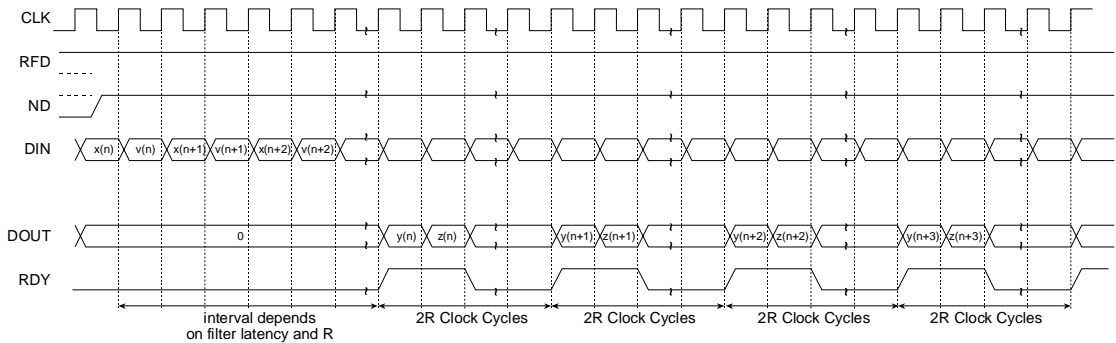 CLK
RFD
ND
DIN x(n) v(n) x(n+1) v(n+1) x(n+2) v(n+2)
DOUT 0 y(n) z(n) y(n+1) z(n+1) y(n+2) z(n+2) y(n+3) z(n+3)
RDY
interval depends
on filter latency and R
2R Clock Cycles 2R Clock Cycles 2R Clock Cycles 2R Clock Cycles